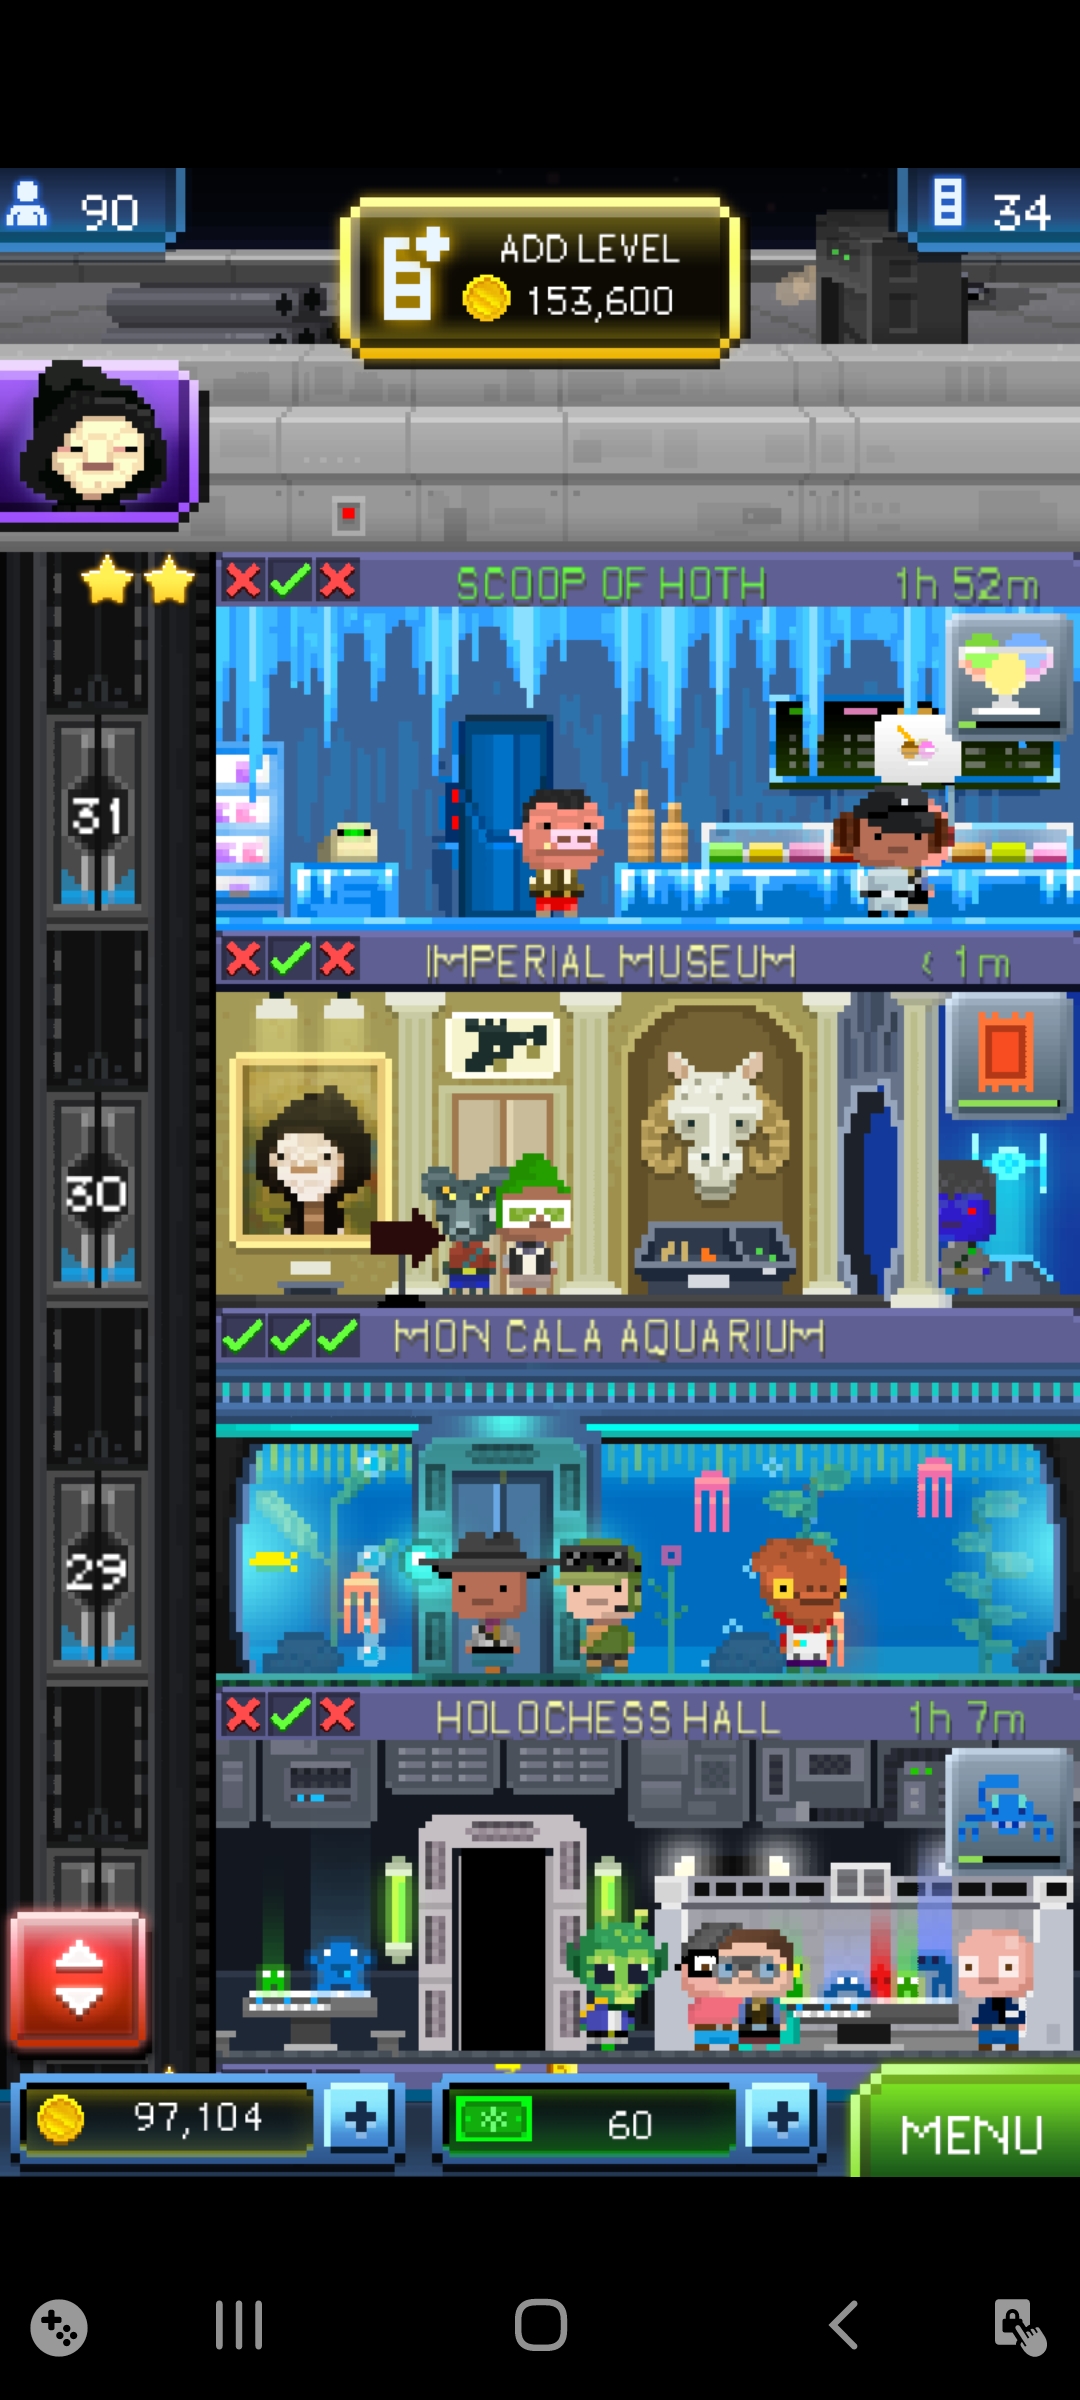 90
ADD LEVEL
153,600
34
SCOOP OF HOTH 1h 52m
31
IMPERIAL MUSEUM < 1m
30
MON CALA AQUARIUM
29
HOLOCHESS HALL 1h 7m
97,104
60
MENU